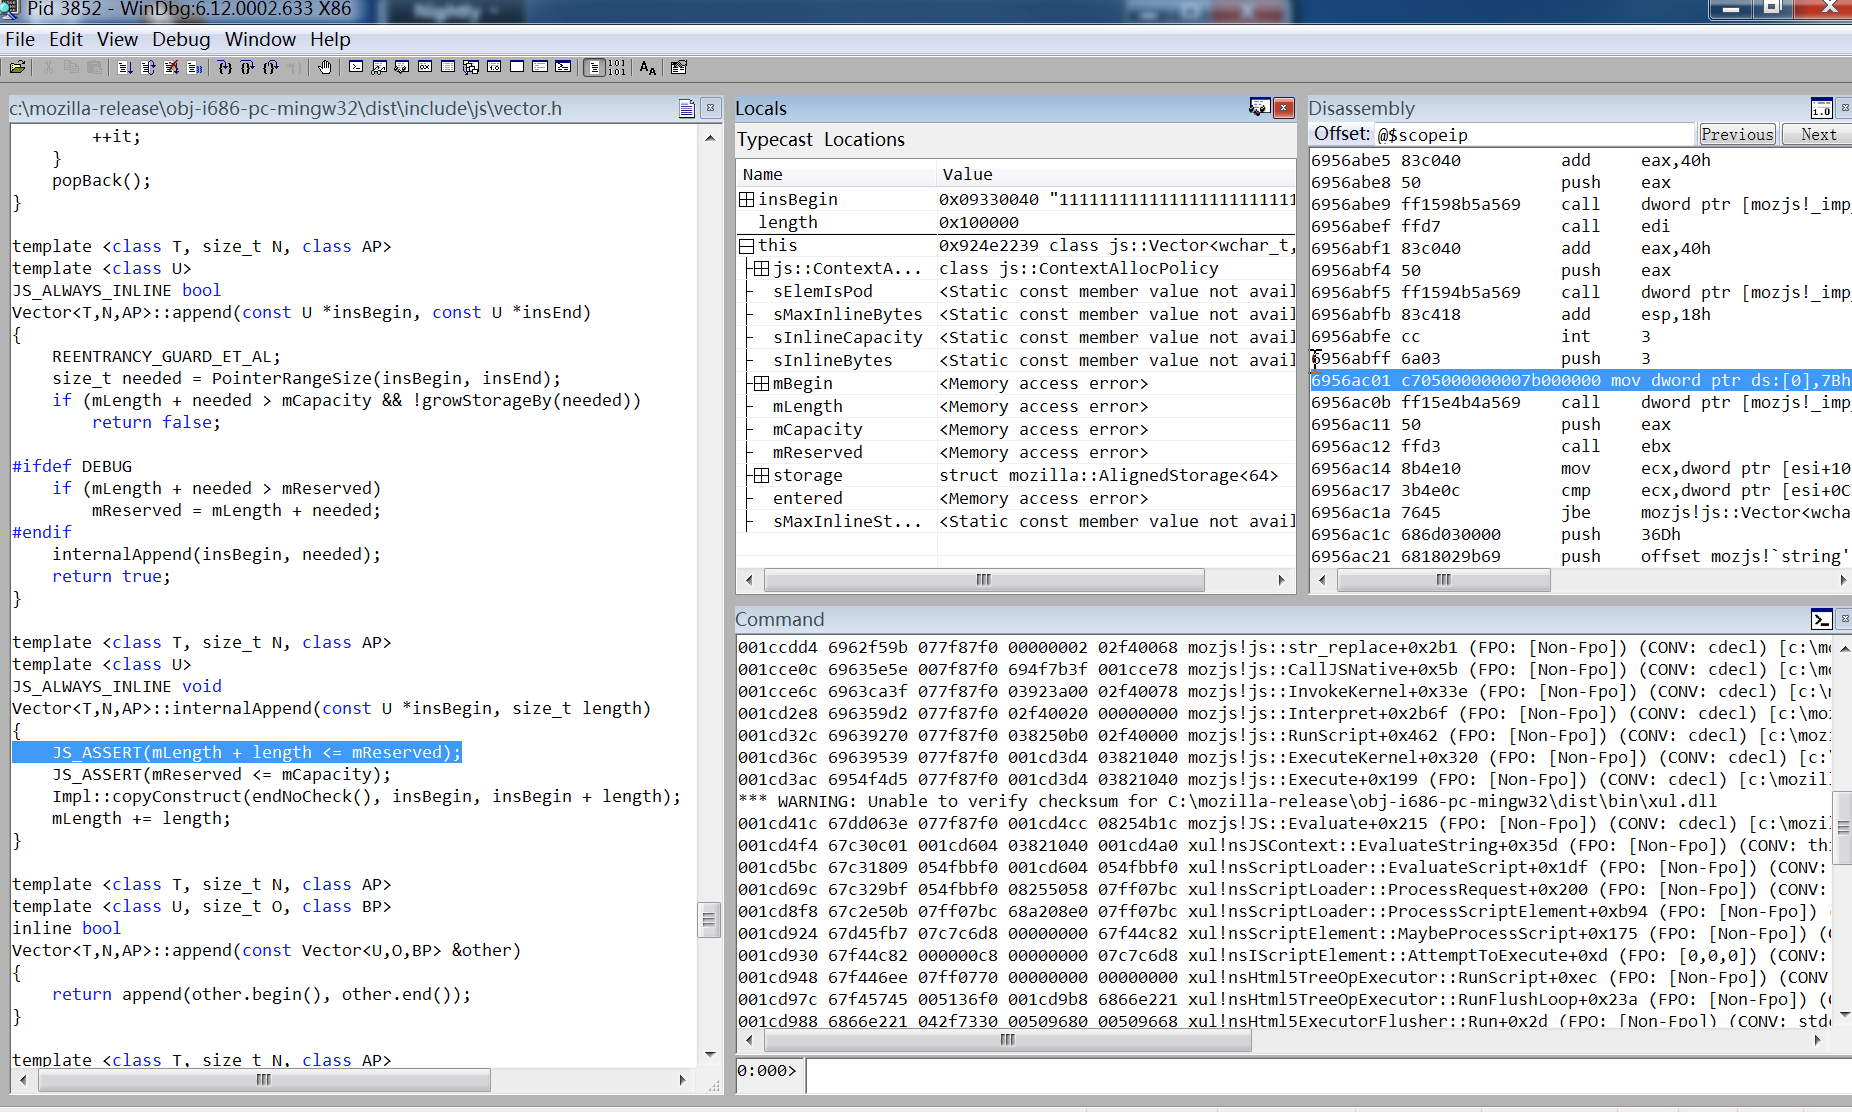 Pid 3852 - WinDbg:6.12.0002.633 X86
Nightly
File Edit View Debug Window Help
c:\mozilla-release\obj-i686-pc-mingw32\dist\include\js\vector.h
++it;
}
popBack();
}
template <class T, size_t N, class AP>
template <class U>
JS_ALWAYS_INLINE bool
Vector<T,N,AP>::append(const U *insBegin, const U *insEnd)
{
REENTRANCY_GUARD_ET_AL;
size_t needed = PointerRangeSize(insBegin, insEnd);
if (mLength + needed > mCapacity && !growStorageBy(needed))
return false;
#ifdef DEBUG
if (mLength + needed > mReserved)
mReserved = mLength + needed;
#endif
internalAppend(insBegin, needed);
return true;
}
template <class T, size_t N, class AP>
template <class U>
JS_ALWAYS_INLINE void
Vector<T,N,AP>::internalAppend(const U *insBegin, size_t length)
{
JS_ASSERT(mLength + length <= mReserved);
JS_ASSERT(mReserved <= mCapacity);
Impl::copyConstruct(endNoCheck(), insBegin, insBegin + length);
mLength += length;
}
template <class T, size_t N, class AP>
template <class U, size_t O, class BP>
inline bool
Vector<T,N,AP>::append(const Vector<U,O,BP> &other)
{
return append(other.begin(), other.end());
}
template <class T, size_t N, class AP>
Locals
Typecast Locations
Name Value
insBegin 0x09330040 "111111111111111111111111
length 0x100000
this 0x924e2239 class js::Vector<wchar_t,
js::ContextA... class js::ContextAllocPolicy
sElemIsPod <Static const member value not avail
sMaxInlineBytes <Static const member value not avail
sInlineCapacity <Static const member value not avail
sInlineBytes <Static const member value not avail
mBegin <Memory access error>
mLength <Memory access error>
mCapacity <Memory access error>
mReserved <Memory access error>
storage struct mozilla::AlignedStorage<64>
entered <Memory access error>
sMaxInlineSt... <Static const member value not avail
Disassembly
Offset: @$scopeip Previous Next
6956abe5 83c040 add eax,40h
6956abe8 50 push eax
6956abe9 ff1598b5a569 call dword ptr [mozjs!_imp_
6956abef ffd7 call edi
6956abf1 83c040 add eax,40h
6956abf4 50 push eax
6956abf5 ff1594b5a569 call dword ptr [mozjs!_imp_
6956abfb 83c418 add esp,18h
6956abfe cc int 3
6956abff 6a03 push 3
6956ac01 c705000000007b000000 mov dword ptr ds:[0],7Bh
6956ac0b ff15e4b4a569 call dword ptr [mozjs!_imp_
6956ac11 50 push eax
6956ac12 ffd3 call ebx
6956ac14 8b4e10 mov ecx,dword ptr [esi+10
6956ac17 3b4e0c cmp ecx,dword ptr [esi+0C
6956ac1a 7645 jbe mozjs!js::Vector<wchar
6956ac1c 686d030000 push 36Dh
6956ac21 6818029b69 push offset mozjs!`string'
Command
001ccdd4 6962f59b 077f87f0 00000002 02f40068 mozjs!js::str_replace+0x2b1 (FPO: [Non-Fpo]) (CONV: cdecl) [c:\mo
001cce0c 69635e5e 007f87f0 694f7b3f 001cce78 mozjs!js::CallJSNative+0x5b (FPO: [Non-Fpo]) (CONV: cdecl) [c:\mo
001cce6c 6963ca3f 077f87f0 03923a00 02f40078 mozjs!js::InvokeKernel+0x33e (FPO: [Non-Fpo]) (CONV: cdecl) [c:\m
001cd2e8 696359d2 077f87f0 02f40020 00000000 mozjs!js::Interpret+0x2b6f (FPO: [Non-Fpo]) (CONV: cdecl) [c:\moz
001cd32c 69639270 077f87f0 038250b0 02f40000 mozjs!js::RunScript+0x462 (FPO: [Non-Fpo]) (CONV: cdecl) [c:\mozi
001cd36c 69639539 077f87f0 001cd3d4 03821040 mozjs!js::ExecuteKernel+0x320 (FPO: [Non-Fpo]) (CONV: cdecl) [c:\
001cd3ac 6954f4d5 077f87f0 001cd3d4 03821040 mozjs!js::Execute+0x199 (FPO: [Non-Fpo]) (CONV: cdecl) [c:\mozill
*** WARNING: Unable to verify checksum for C:\mozilla-release\obj-i686-pc-mingw32\dist\bin\xul.dll
001cd41c 67dd063e 077f87f0 001cd4cc 08254b1c mozjs!JS::Evaluate+0x215 (FPO: [Non-Fpo]) (CONV: cdecl) [c:\mozil
001cd4f4 67c30c01 001cd604 03821040 001cd4a0 xul!nsJSContext::EvaluateString+0x35d (FPO: [Non-Fpo]) (CONV: thi
001cd5bc 67c31809 054fbbf0 001cd604 054fbbf0 xul!nsScriptLoader::EvaluateScript+0x1df (FPO: [Non-Fpo]) (CONV:
001cd69c 67c329bf 054fbbf0 08255058 07ff07bc xul!nsScriptLoader::ProcessRequest+0x200 (FPO: [Non-Fpo]) (CONV:
001cd8f8 67c2e50b 07ff07bc 68a208e0 07ff07bc xul!nsScriptLoader::ProcessScriptElement+0xb94 (FPO: [Non-Fpo]) (
001cd924 67d45fb7 07c7c6d8 00000000 67f44c82 xul!nsScriptElement::MaybeProcessScript+0x175 (FPO: [Non-Fpo]) (C
001cd930 67f44c82 000000c8 00000000 07c7c6d8 xul!nsIScriptElement::AttemptToExecute+0xd (FPO: [0,0,0]) (CONV:
001cd948 67f446ee 07ff0770 00000000 00000000 xul!nsHtml5TreeOpExecutor::RunScript+0xec (FPO: [Non-Fpo]) (CONV
001cd97c 67f45745 005136f0 001cd9b8 6866e221 xul!nsHtml5TreeOpExecutor::RunFlushLoop+0x23a (FPO: [Non-Fpo]) (C
001cd988 6866e221 042f7330 00509680 00509668 xul!nsHtml5ExecutorFlusher::Run+0x2d (FPO: [Non-Fpo]) (CONV: stdc
0:000>